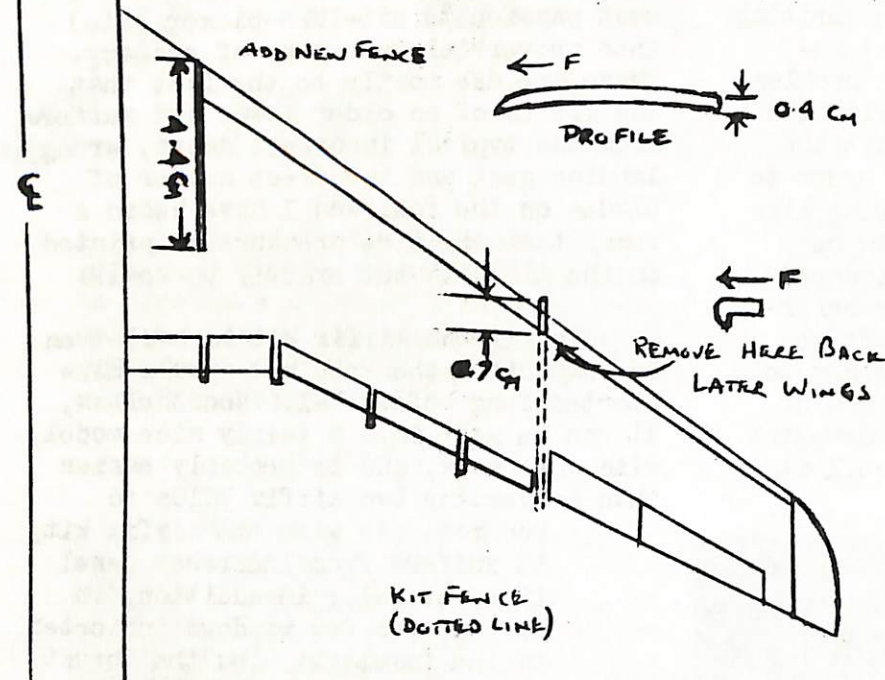 ADD NEW FENCE
F
0.4 CM
PROFILE
℄
F
0.7 CM
REMOVE HERE BACK
LATER WINGS
KIT FENCE
(DOTTED LINE)